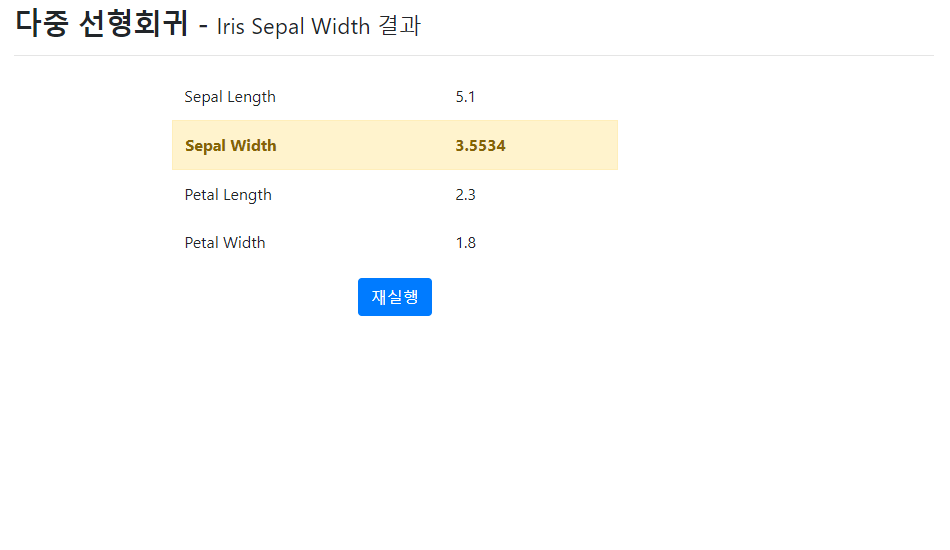 다중 선형회귀 - Iris Sepal Width 결과
Sepal Length 5.1
Sepal Width 3.5534
Petal Length 2.3
Petal Width 1.8
재실행